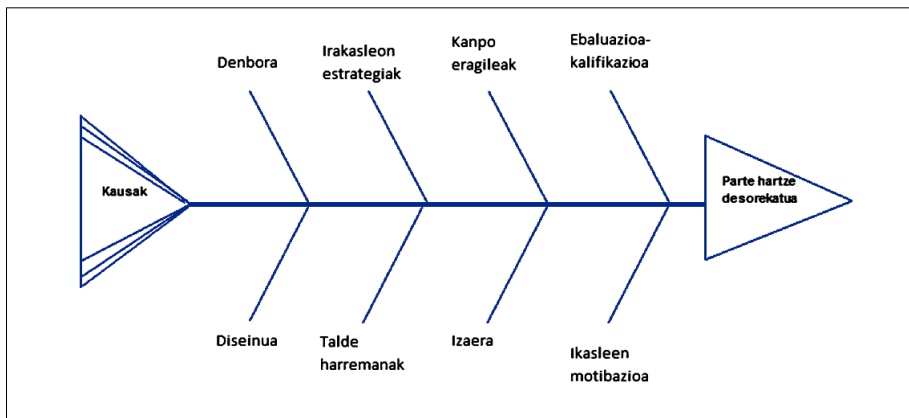 Denbora
Irakasleon
estrategiak
Kanpo
eragileak
Ebaluazioa-
kalifikazioa
Kausak
Parte hartze
desorekatua
Diseinua
Talde
harremanak
Izaera
Ikasleen
motibazioa